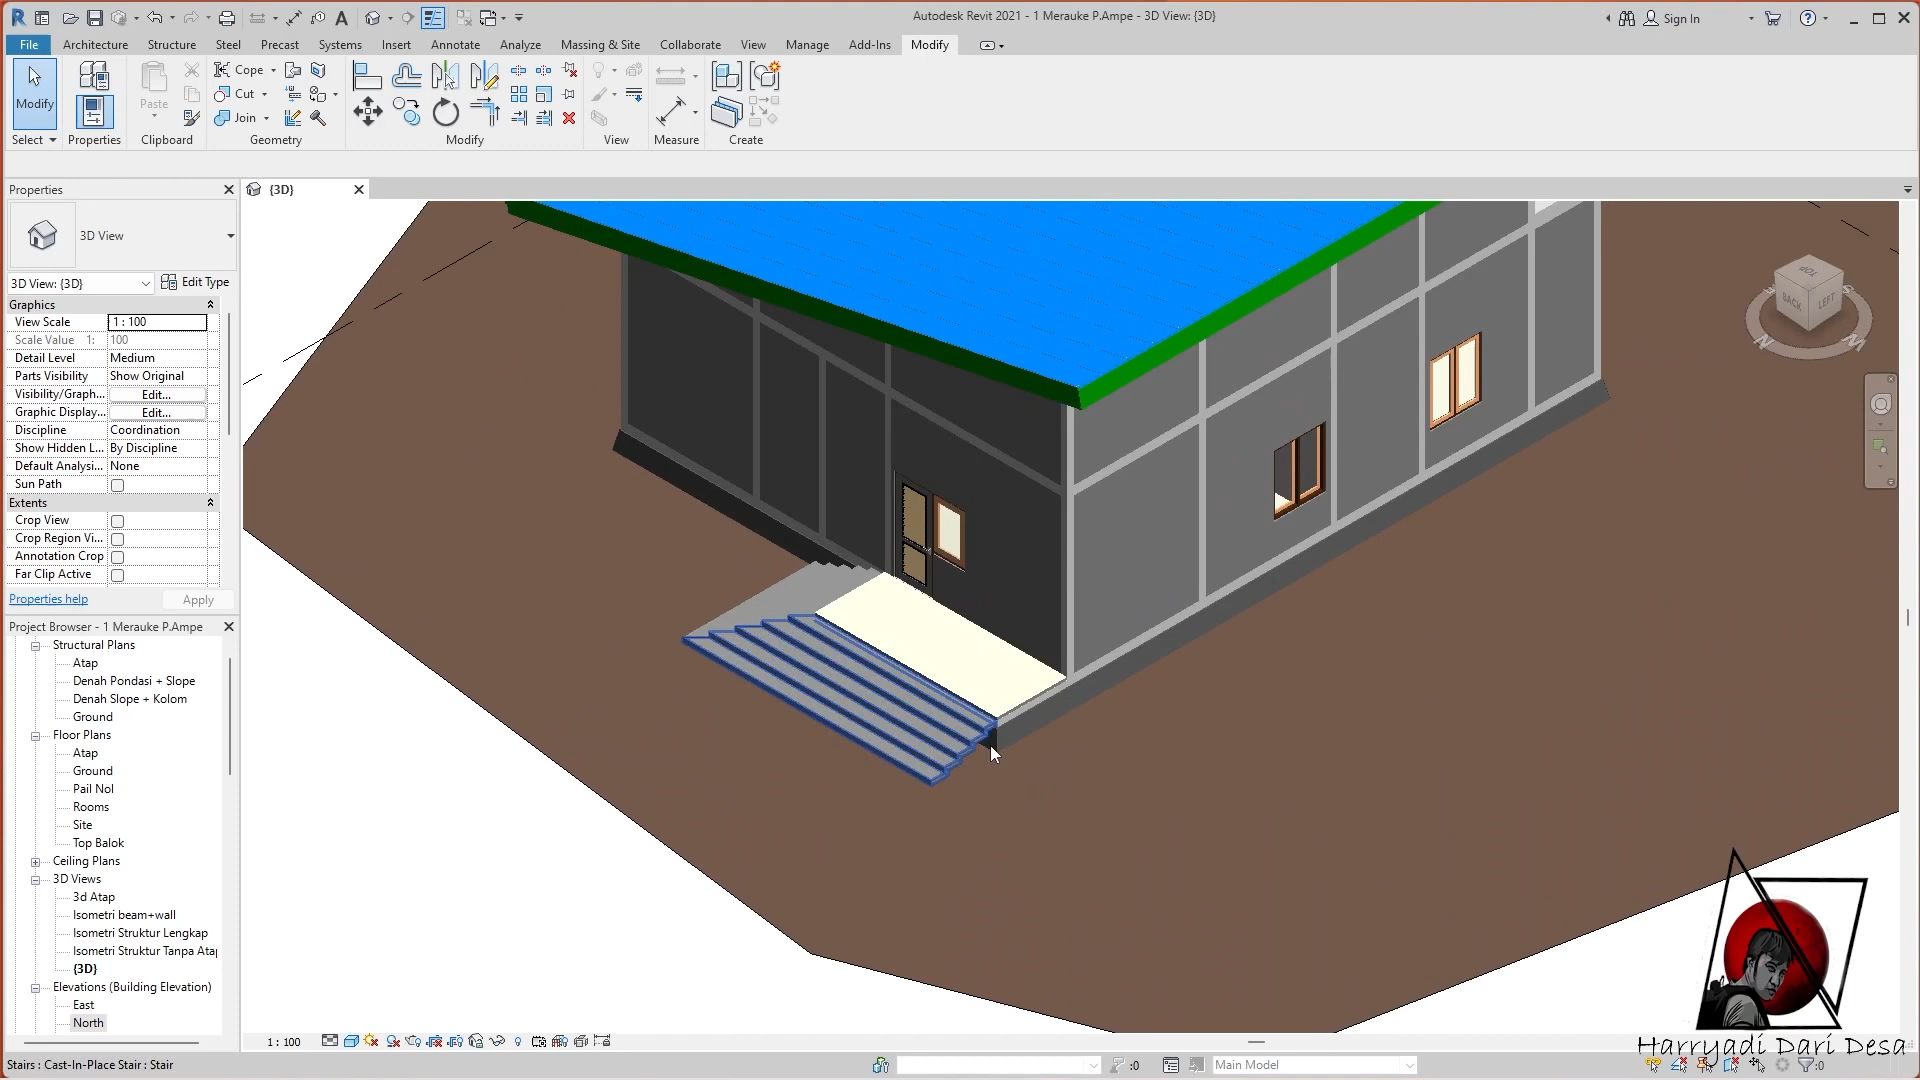 Autodesk Revit 2021 - 1 Merauke P.Ampe - 3D View: {3D}
Sign In
File Architecture Structure Steel Precast Systems Insert Annotate Analyze Massing & Site Collaborate View Manage Add-Ins Modify
Modify
Paste
Cope
Cut
Join
Select Properties Clipboard Geometry Modify View Measure Create
Properties
{3D}
3D View
3D View: {3D}
Edit Type
Graphics
View Scale 1 : 100
Scale Value 1: 100
Detail Level Medium
Parts Visibility Show Original
Visibility/Graph... Edit...
Graphic Display... Edit...
Discipline Coordination
Show Hidden L... By Discipline
Default Analysi... None
Sun Path
Extents
Crop View
Crop Region Vi...
Annotation Crop
Far Clip Active
Properties help
Apply
Project Browser - 1 Merauke P.Ampe
Structural Plans
Atap
Denah Pondasi + Slope
Denah Slope + Kolom
Ground
Floor Plans
Atap
Ground
Pail Nol
Rooms
Site
Top Balok
Ceiling Plans
3D Views
3d Atap
Isometri beam+wall
Isometri Struktur Lengkap
Isometri Struktur Tanpa Ata
{3D}
Elevations (Building Elevation)
East
North
TOP
BACK
LEFT
1 : 100
Stairs : Cast-In-Place Stair : Stair
:0
Main Model
:0
Harryadi Dari Desa